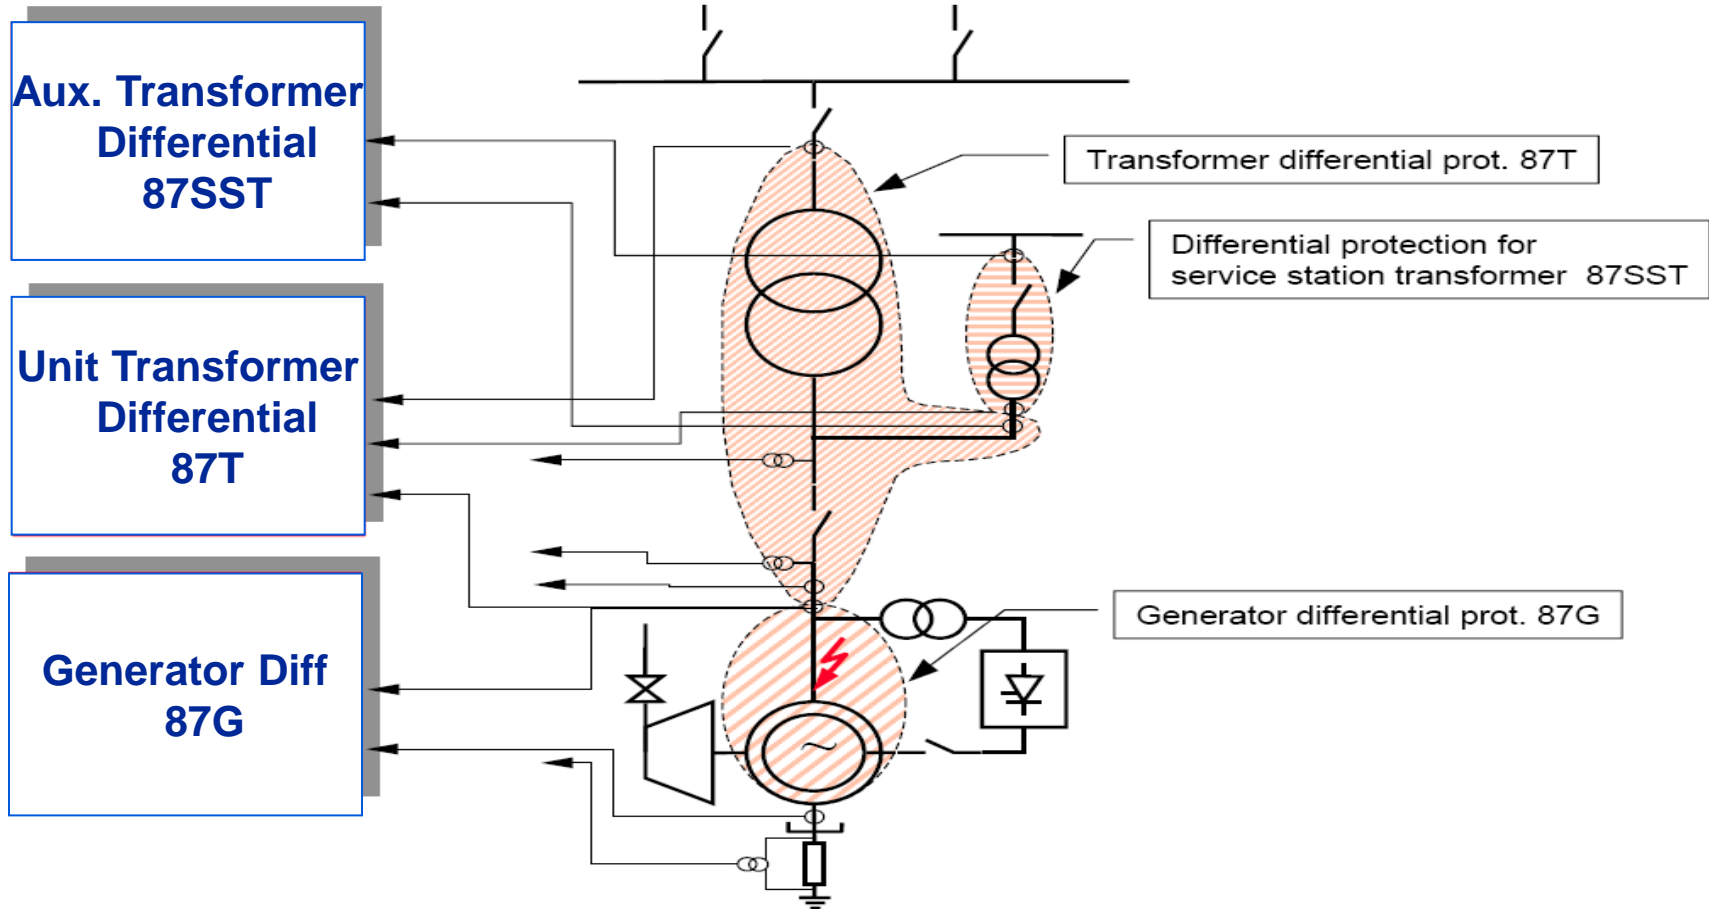 Aux. Transformer
Differential
87SST
Unit Transformer
Differential
87T
Generator Diff
87G
Transformer differential prot. 87T
Differential protection for
service station transformer 87SST
Generator differential prot. 87G
~